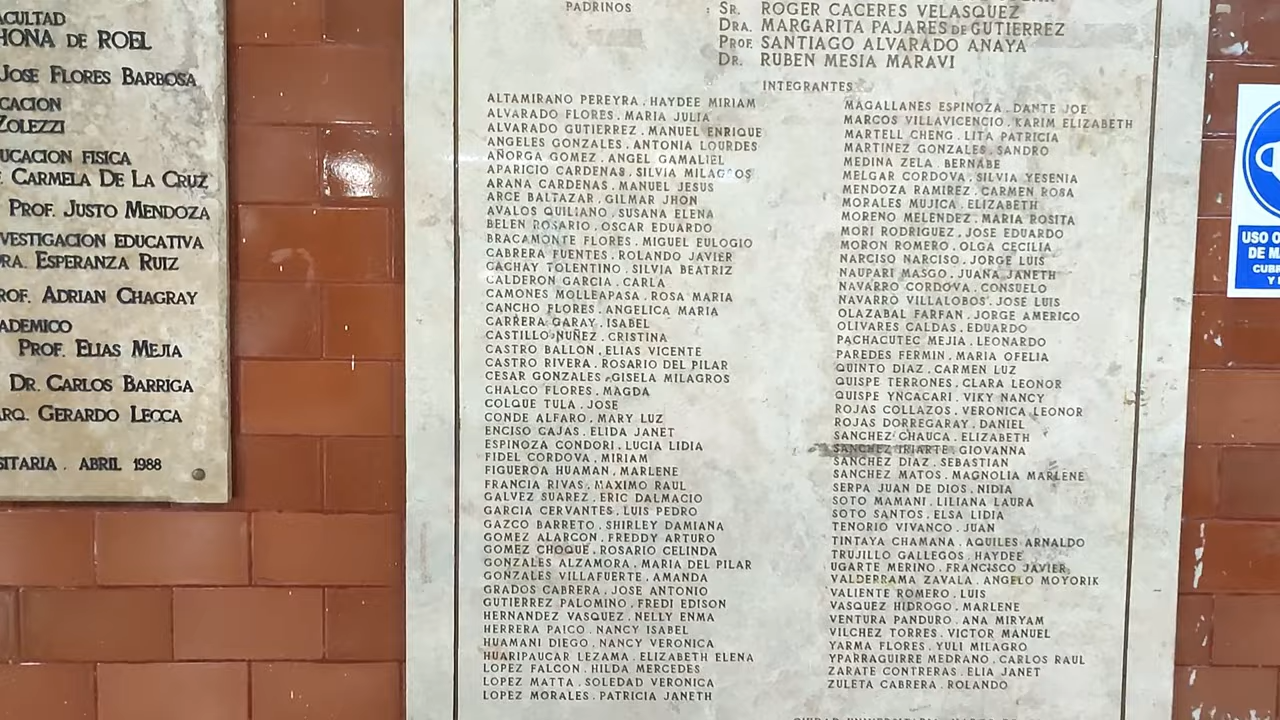 ACULTAD
HONA DE ROEL
JOSE FLORES BARBOSA
CACION
ZOLEZZI
UCACION FISICA
CARMELA DE LA CRUZ
PROF. JUSTO MENDOZA
VESTIGACION EDUCATIVA
RA. ESPERANZA RUIZ
ROF. ADRIAN CHAGRAY
ADEMICO
PROF. ELIAS MEJIA
DR. CARLOS BARRIGA
ARQ. GERARDO LECCA
SITARIA . ABRIL 1988
PADRINOS : SR. ROGER CACERES VELASQUEZ
DRA. MARGARITA PAJARES DE GUTIERREZ
PROF. SANTIAGO ALVARADO ANAYA
DR. RUBEN MESIA MARAVI
INTEGRANTES
ALTAMIRANO PEREYRA . HAYDEE MIRIAM
ALVARADO FLORES . MARIA JULIA
ALVARADO GUTIERREZ . MANUEL ENRIQUE
ANGELES GONZALES . ANTONIA LOURDES
AÑORGA GOMEZ . ANGEL GAMALIEL
APARICIO CARDENAS . SILVIA MILAGROS
ARANA CARDENAS . MANUEL JESUS
ARCE BALTAZAR . GILMAR JHON
AVALOS QUILIANO . SUSANA ELENA
BELEN ROSARIO . OSCAR EDUARDO
BRACAMONTE FLORES . MIGUEL EULOGIO
CABRERA FUENTES . ROLANDO JAVIER
CACHAY TOLENTINO . SILVIA BEATRIZ
CALDERON GARCIA . CARLA
CAMONES MOLLEAPASA . ROSA MARIA
CANCHO FLORES . ANGELICA MARIA
CARRERA GARAY . ISABEL
CASTILLO NUÑEZ . CRISTINA
CASTRO BALLON . ELIAS VICENTE
CASTRO RIVERA . ROSARIO DEL PILAR
CESAR GONZALES . GISELA MILAGROS
CHALCO FLORES . MAGDA
COLQUE TULA . JOSE
CONDE ALFARO . MARY LUZ
ENCISO CAJAS . ELIDA JANET
ESPINOZA CONDORI . LUCIA LIDIA
FIDEL CORDOVA . MIRIAM
FIGUEROA HUAMAN . MARLENE
FRANCIA RIVAS . MAXIMO RAUL
GALVEZ SUAREZ . ERIC DALMACIO
GARCIA CERVANTES . LUIS PEDRO
GAZCO BARRETO . SHIRLEY DAMIANA
GOMEZ ALARCON . FREDDY ARTURO
GOMEZ CHOQUE . ROSARIO CELINDA
GONZALES ALZAMORA . MARIA DEL PILAR
GONZALES VILLAFUERTE . AMANDA
GRADOS CABRERA . JOSE ANTONIO
GUTIERREZ PALOMINO . FREDI EDISON
HERNANDEZ VASQUEZ . NELLY ENMA
HERRERA PAICO . NANCY ISABEL
HUAMANI DIEGO . NANCY VERONICA
HUARIPAUCAR LEZAMA . ELIZABETH ELENA
LOPEZ FALCON . HILDA MERCEDES
LOPEZ MATTA . SOLEDAD VERONICA
LOPEZ MORALES . PATRICIA JANETH
MAGALLANES ESPINOZA . DANTE JOE
MARCOS VILLAVICENCIO . KARIM ELIZABETH
MARTELL CHENG . LITA PATRICIA
MARTINEZ GONZALES . SANDRO
MEDINA ZELA . BERNABE
MELGAR CORDOVA . SILVIA YESENIA
MENDOZA RAMIREZ . CARMEN ROSA
MORALES MUJICA . ELIZABETH
MORENO MELENDEZ . MARIA ROSITA
MORI RODRIGUEZ . JOSE EDUARDO
MORON ROMERO . OLGA CECILIA
NARCISO NARCISO . JORGE LUIS
NAUPARI MASGO . JUANA JANETH
NAVARRO CORDOVA . CONSUELO
NAVARRO VILLALOBOS . JOSE LUIS
OLAZABAL FARFAN . JORGE AMERICO
OLIVARES CALDAS . EDUARDO
PACHACUTEC MEJIA . LEONARDO
PAREDES FERMIN . MARIA OFELIA
QUINTO DIAZ . CARMEN LUZ
QUISPE TERRONES . CLARA LEONOR
QUISPE YNCACARI . VIKY NANCY
ROJAS COLLAZOS . VERONICA LEONOR
ROJAS DORREGARAY . DANIEL
SANCHEZ CHAUCA . ELIZABETH
SANCHEZ IRIARTE . GIOVANNA
SANCHEZ DIAZ . SEBASTIAN
SANCHEZ MATOS . MAGNOLIA MARLENE
SERPA JUAN DE DIOS . NIDIA
SOTO MAMANI . LILIANA LAURA
SOTO SANTOS . ELSA LIDIA
TENORIO VIVANCO . JUAN
TINTAYA CHAMANA . AQUILES ARNALDO
TRUJILLO GALLEGOS . HAYDEE
UGARTE MERINO . FRANCISCO JAVIER
VALDERRAMA ZAVALA . ANGELO MOYORIK
VALIENTE ROMERO . LUIS
VASQUEZ HIDROGO . MARLENE
VENTURA PANDURO . ANA MIRYAM
VILCHEZ TORRES . VICTOR MANUEL
YARMA FLORES . YULI MILAGRO
YPARRAGUIRRE MEDRANO . CARLOS RAUL
ZARATE CONTRERAS . ELIA JANET
ZULETA CABRERA . ROLANDO
USO O
DE MA
CUBR
Y